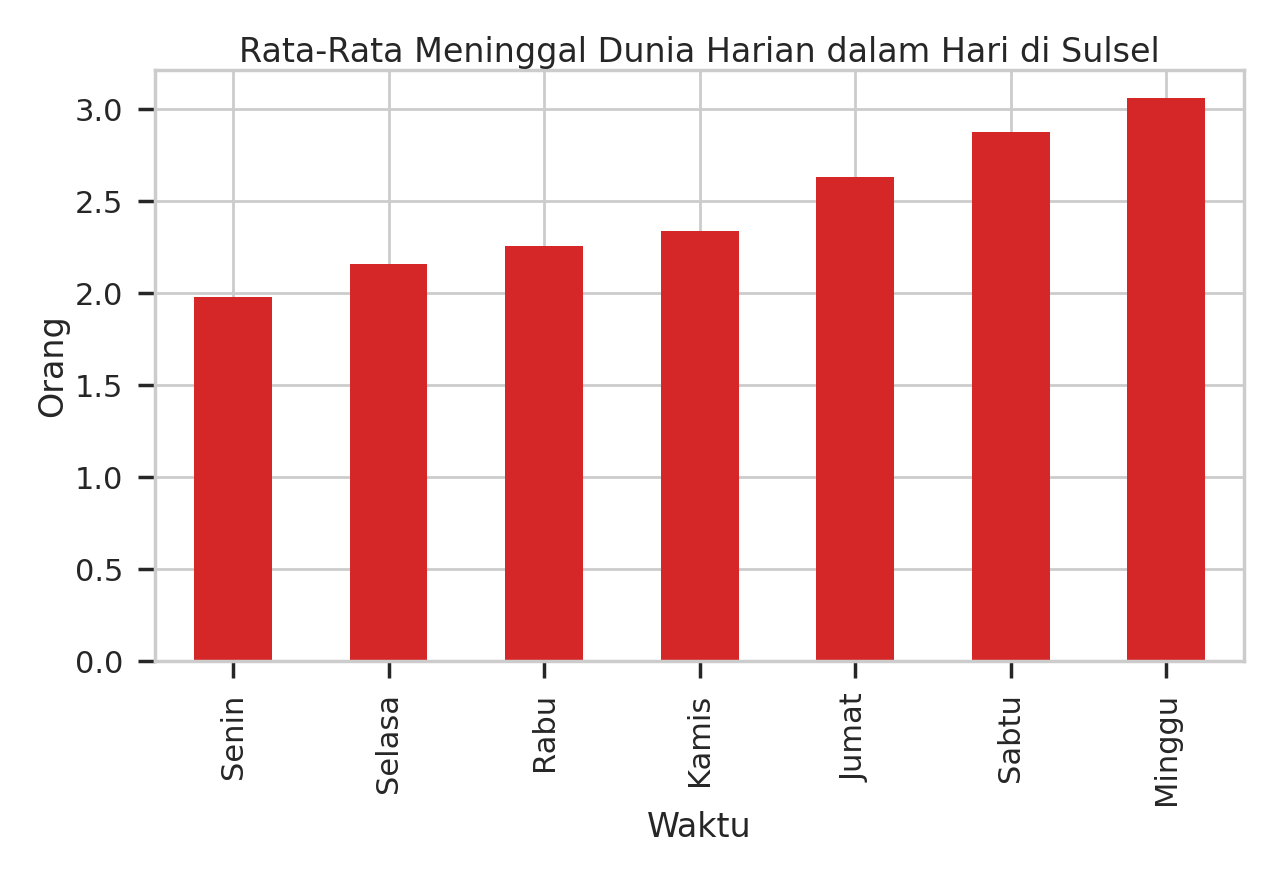 Rata-Rata Meninggal Dunia Harian dalam Hari di Sulsel
3.0
2.5
2.0
1.5
1.0
0.5
0.0
Orang
Senin
Selasa
Rabu
Kamis
Jumat
Sabtu
Minggu
Waktu